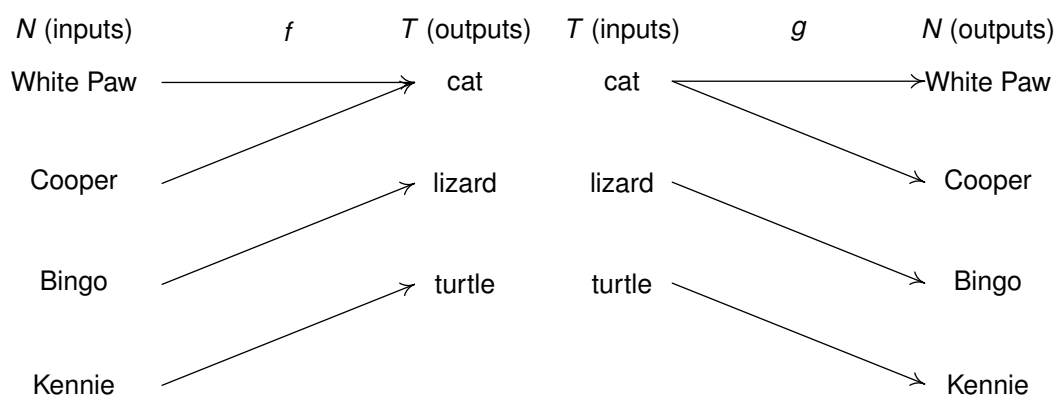 N (inputs) f T (outputs) T (inputs) g N (outputs)
White Paw cat cat White Paw
Cooper lizard lizard Cooper
Bingo turtle turtle Bingo
Kennie Kennie